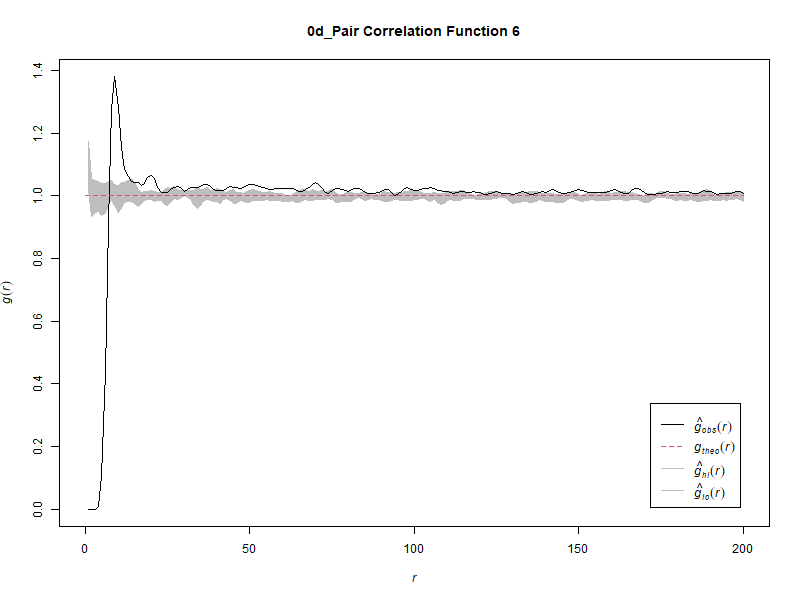 0d_Pair Correlation Function 6
1.4
1.2
1.0
0.8
0.6
0.4
0.2
0.0
g(r)
0 50 100 150 200
r
ĝobs(r)
gtheo(r)
ĝhi(r)
ĝlo(r)